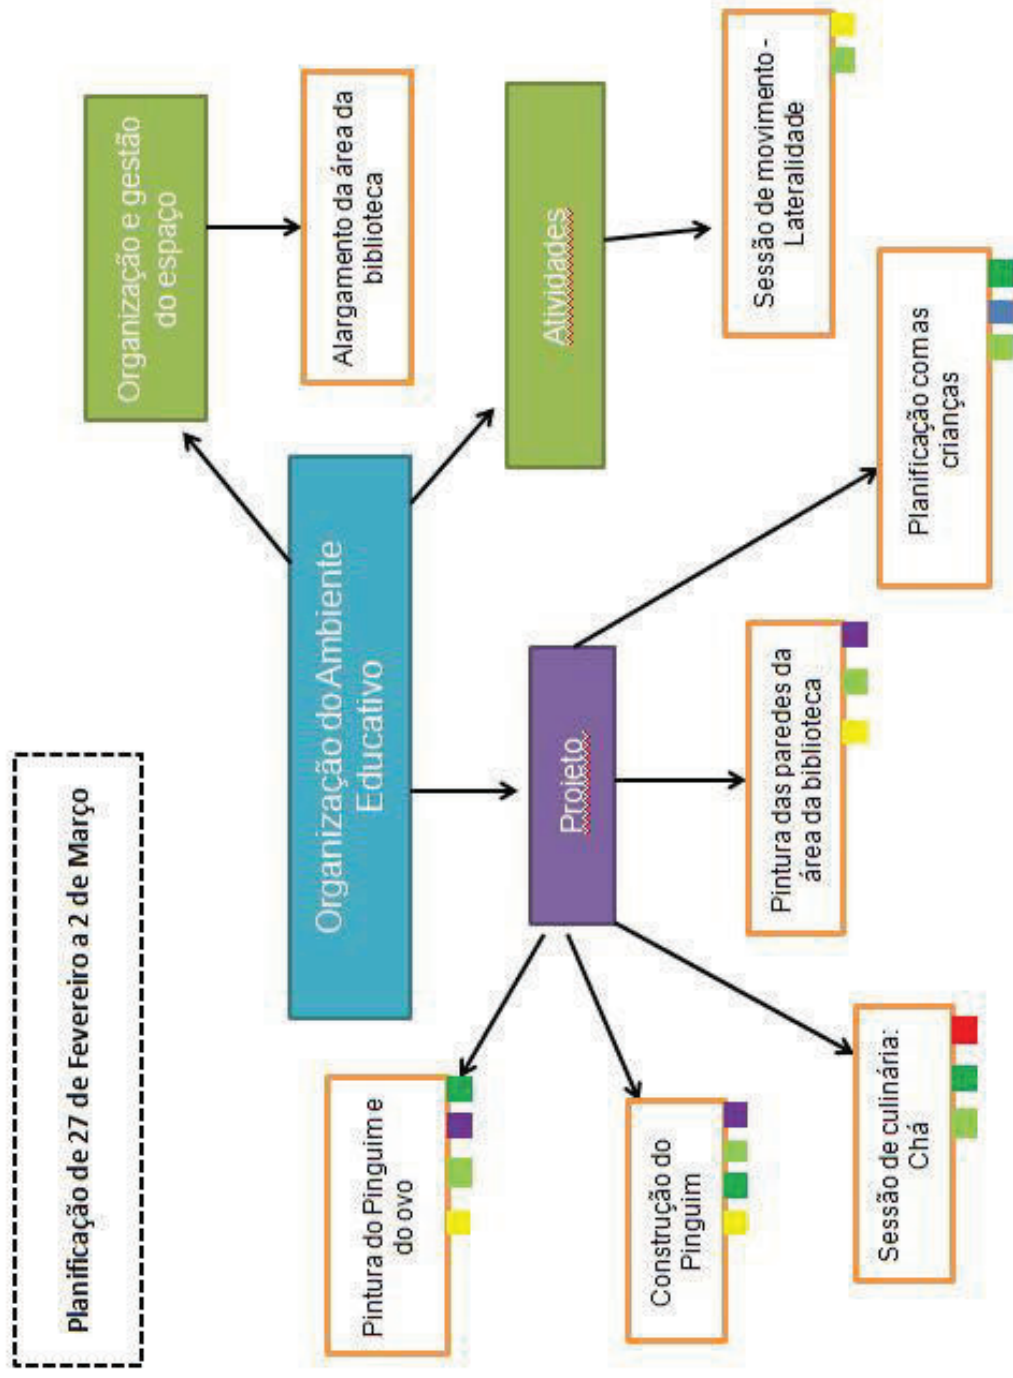 Planificação de 27 de Fevereiro a 2 de Março
Organização do Ambiente
Educativo
Organização e gestão
do espaço
Alargamento da área da
biblioteca
Atividades
Sessão de movimento -
Lateralidade
Projeto
Pintura do Pinguim e
do ovo
Construção do
Pinguim
Sessão de culinária:
Chá
Pintura das paredes da
área da biblioteca
Planificação com as
crianças